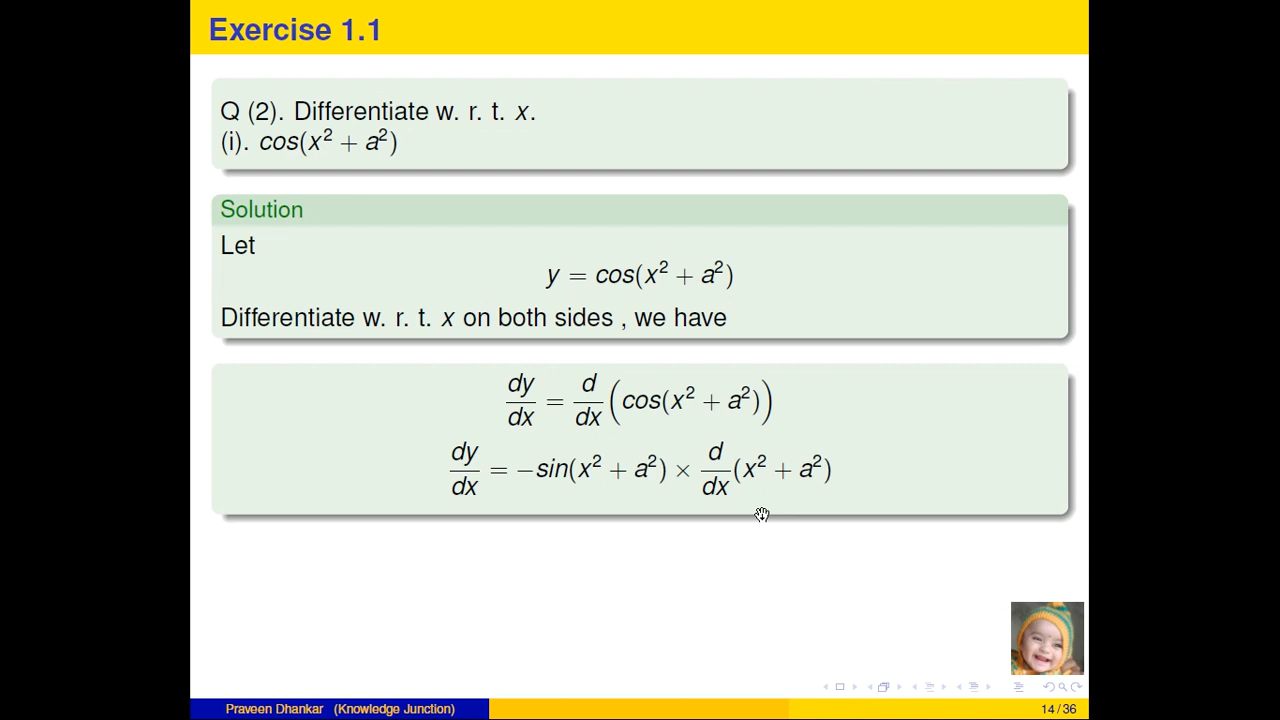 Exercise 1.1
Q (2). Differentiate w. r. t. x.
(i). cos(x² + a²)
Solution
Let
y = cos(x² + a²)
Differentiate w. r. t. x on both sides , we have
dy/dx = d/dx (cos(x² + a²))
dy/dx = −sin(x² + a²) × d/dx (x² + a²)
Praveen Dhankar (Knowledge Junction) 14 / 36